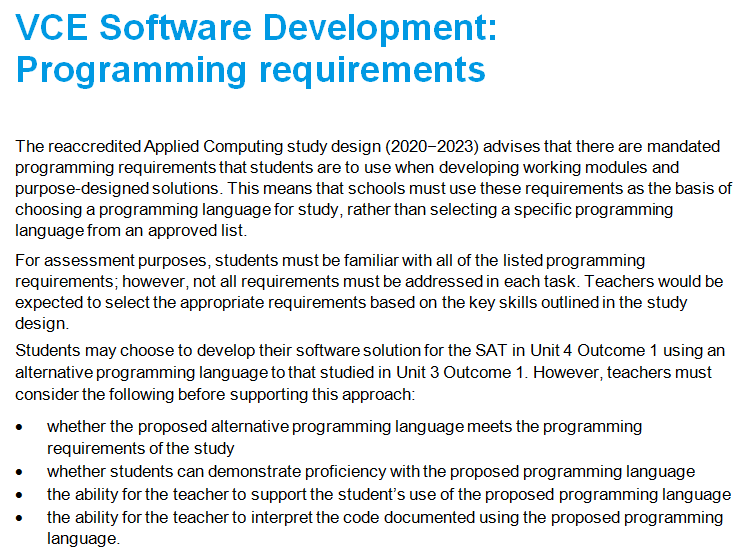 VCE Software Development:
Programming requirements
The reaccredited Applied Computing study design (2020−2023) advises that there are mandated
programming requirements that students are to use when developing working modules and
purpose-designed solutions. This means that schools must use these requirements as the basis of
choosing a programming language for study, rather than selecting a specific programming
language from an approved list.
For assessment purposes, students must be familiar with all of the listed programming
requirements; however, not all requirements must be addressed in each task. Teachers would be
expected to select the appropriate requirements based on the key skills outlined in the study
design.
Students may choose to develop their software solution for the SAT in Unit 4 Outcome 1 using an
alternative programming language to that studied in Unit 3 Outcome 1. However, teachers must
consider the following before supporting this approach:
• whether the proposed alternative programming language meets the programming
requirements of the study
• whether students can demonstrate proficiency with the proposed programming language
• the ability for the teacher to support the student’s use of the proposed programming language
• the ability for the teacher to interpret the code documented using the proposed programming
language.